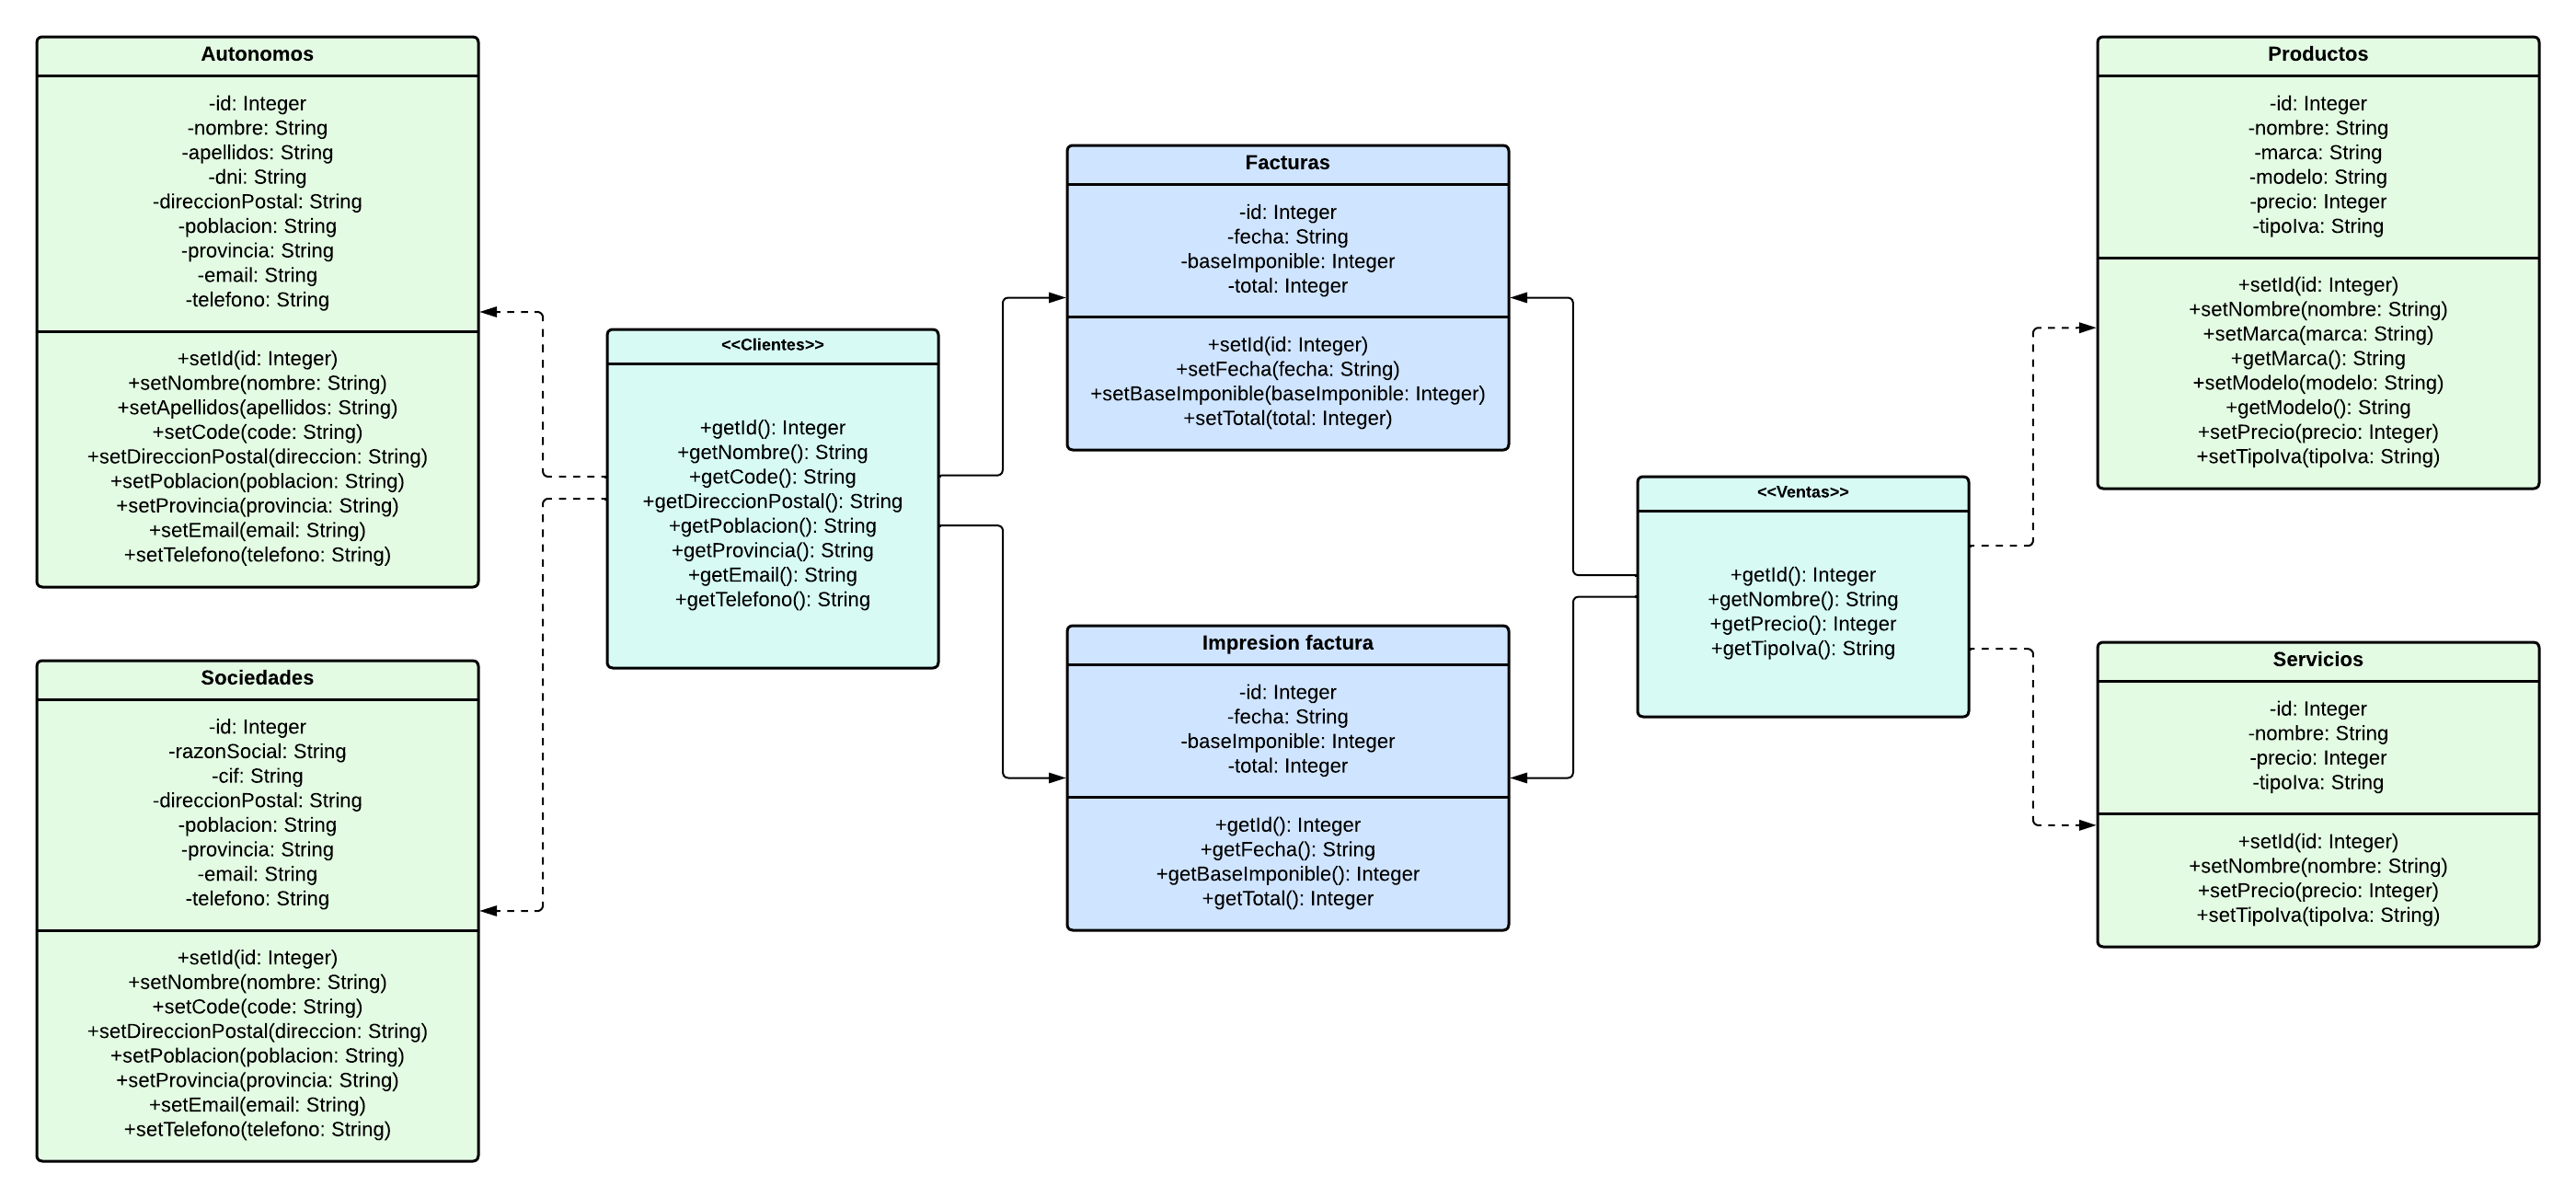 Autonomos
-id: Integer
-nombre: String
-apellidos: String
-dni: String
-direccionPostal: String
-poblacion: String
-provincia: String
-email: String
-telefono: String
+setId(id: Integer)
+setNombre(nombre: String)
+setApellidos(apellidos: String)
+setCode(code: String)
+setDireccionPostal(direccion: String)
+setPoblacion(poblacion: String)
+setProvincia(provincia: String)
+setEmail(email: String)
+setTelefono(telefono: String)
Sociedades
-id: Integer
-razonSocial: String
-cif: String
-direccionPostal: String
-poblacion: String
-provincia: String
-email: String
-telefono: String
+setId(id: Integer)
+setNombre(nombre: String)
+setCode(code: String)
+setDireccionPostal(direccion: String)
+setPoblacion(poblacion: String)
+setProvincia(provincia: String)
+setEmail(email: String)
+setTelefono(telefono: String)
<<Clientes>>
+getId(): Integer
+getNombre(): String
+getCode(): String
+getDireccionPostal(): String
+getPoblacion(): String
+getProvincia(): String
+getEmail(): String
+getTelefono(): String
Facturas
-id: Integer
-fecha: String
-baseImponible: Integer
-total: Integer
+setId(id: Integer)
+setFecha(fecha: String)
+setBaseImponible(baseImponible: Integer)
+setTotal(total: Integer)
Impresion factura
-id: Integer
-fecha: String
-baseImponible: Integer
-total: Integer
+getId(): Integer
+getFecha(): String
+getBaseImponible(): Integer
+getTotal(): Integer
<<Ventas>>
+getId(): Integer
+getNombre(): String
+getPrecio(): Integer
+getTipoIva(): String
Productos
-id: Integer
-nombre: String
-marca: String
-modelo: String
-precio: Integer
-tipoIva: String
+setId(id: Integer)
+setNombre(nombre: String)
+setMarca(marca: String)
+getMarca(): String
+setModelo(modelo: String)
+getModelo(): String
+setPrecio(precio: Integer)
+setTipoIva(tipoIva: String)
Servicios
-id: Integer
-nombre: String
-precio: Integer
-tipoIva: String
+setId(id: Integer)
+setNombre(nombre: String)
+setPrecio(precio: Integer)
+setTipoIva(tipoIva: String)